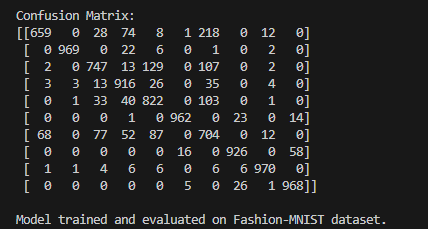 Confusion Matrix:
[[659 0 28 74 8 1 218 0 12 0]
[ 0 969 0 22 6 0 1 0 2 0]
[ 2 0 747 13 129 0 107 0 2 0]
[ 3 3 13 916 26 0 35 0 4 0]
[ 0 1 33 40 822 0 103 0 1 0]
[ 0 0 0 1 0 962 0 23 0 14]
[ 68 0 77 52 87 0 704 0 12 0]
[ 0 0 0 0 0 16 0 926 0 58]
[ 1 1 4 6 6 0 6 6 970 0]
[ 0 0 0 0 0 5 0 26 1 968]]
Model trained and evaluated on Fashion-MNIST dataset.